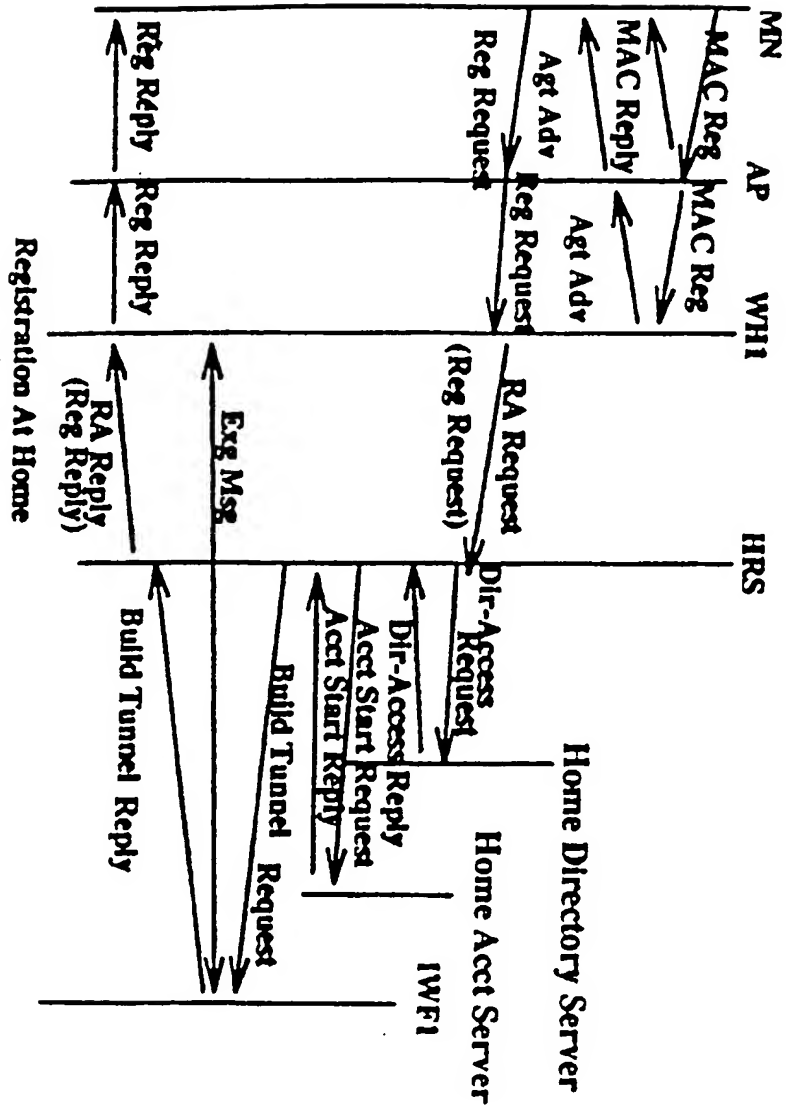 MN
AP
WH1
HRS
Home Directory Server
Home Acct Server
IWF1
MAC Reg
MAC Reg
MAC Reply
Agt Adv
Agt Adv
Reg Request
Reg Request
RA Request
(Reg Request)
Dir-Access
Request
Dir-Access Reply
Acct Start Request
Acct Start Reply
Build Tunnel Request
Exg Msg
Build Tunnel Reply
RA Reply
(Reg Reply)
Reg Reply
Reg Reply
Registration At Home